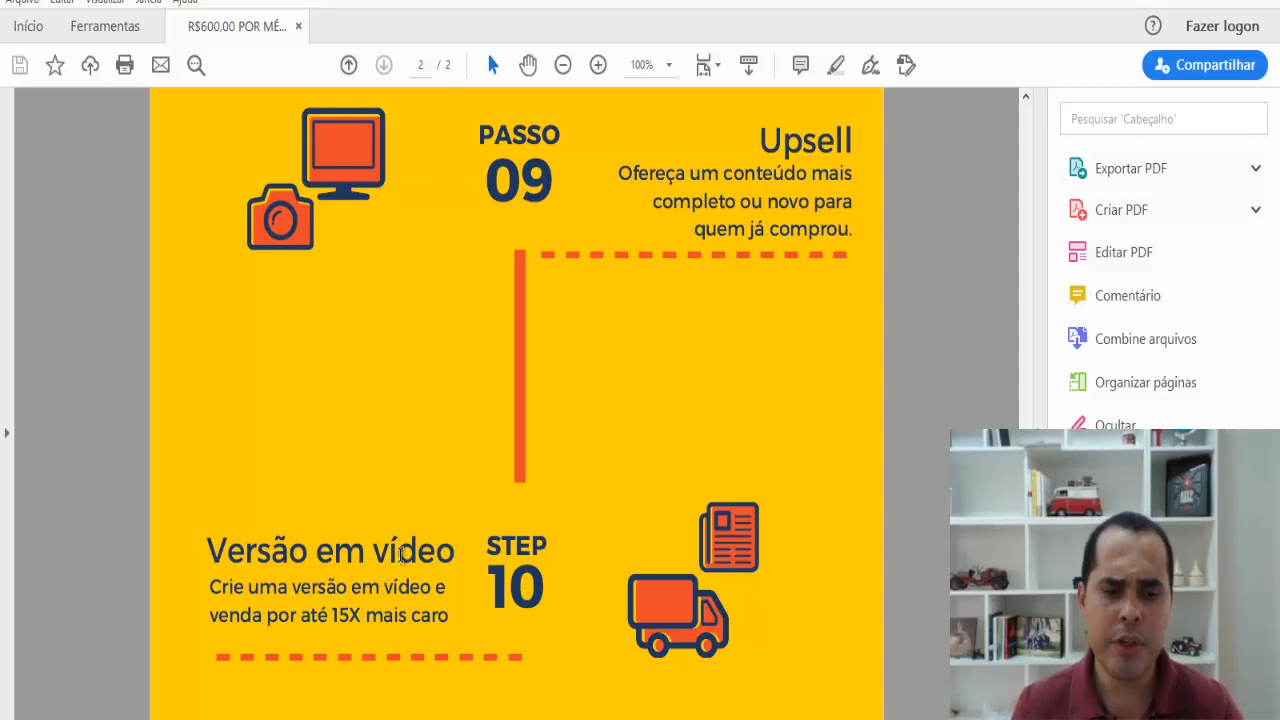 Início
Ferramentas
R$600,00 POR MÊ... ×
Fazer logon
2 / 2
100%
Compartilhar
PASSO
09
Upsell
Ofereça um conteúdo mais
completo ou novo para
quem já comprou.
Versão em vídeo
Crie uma versão em vídeo e
venda por até 15X mais caro
STEP
10
Pesquisar 'Cabeçalho'
Exportar PDF
Criar PDF
Editar PDF
Comentário
Combine arquivos
Organizar páginas
Ocultar